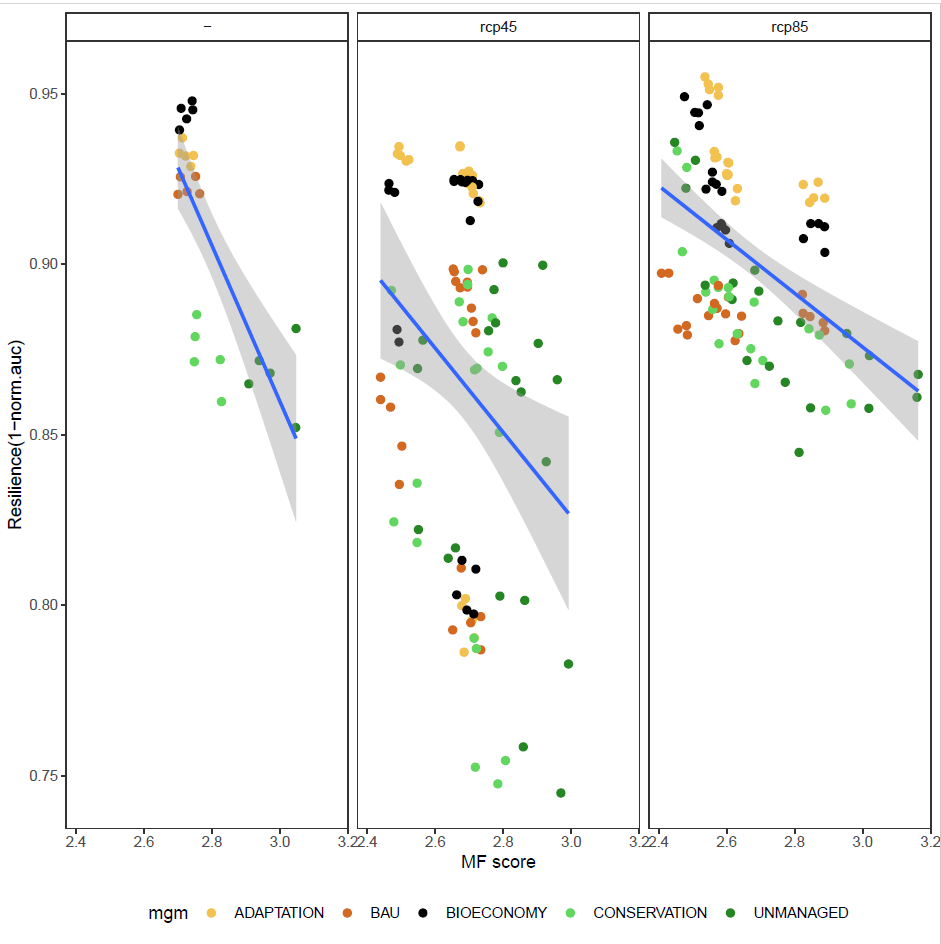 – rcp45 rcp85
0.95
0.90
0.85
0.80
0.75
Resilience(1−norm.auc)
2.4 2.6 2.8 3.0 3.2 2.4 2.6 2.8 3.0 3.2 2.4 2.6 2.8 3.0 3.2
MF score
mgm ADAPTATION BAU BIOECONOMY CONSERVATION UNMANAGED